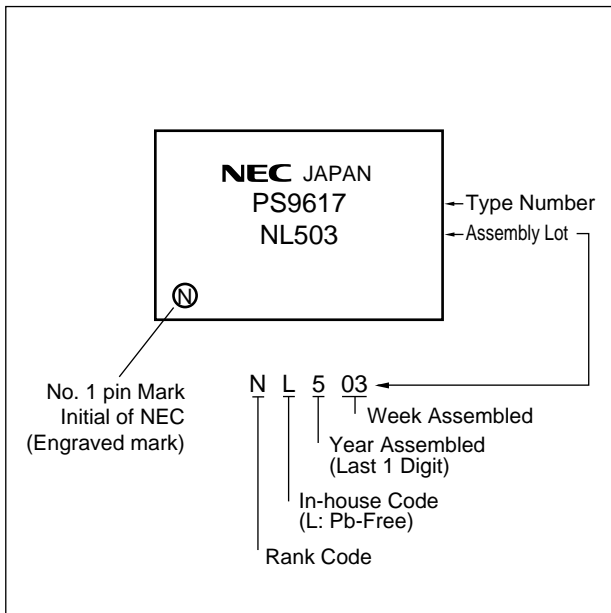 NEC JAPAN
PS9617
NL503
Type Number
Assembly Lot
N
No. 1 pin Mark
Initial of NEC
(Engraved mark)
N L 5 03
Week Assembled
Year Assembled
(Last 1 Digit)
In-house Code
(L: Pb-Free)
Rank Code